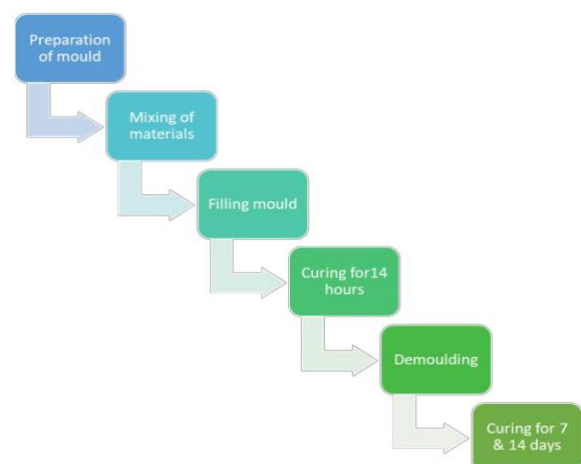 Preparation
of mould
Mixing of
materials
Filling mould
Curing for14
hours
Demoulding
Curing for 7
& 14 days